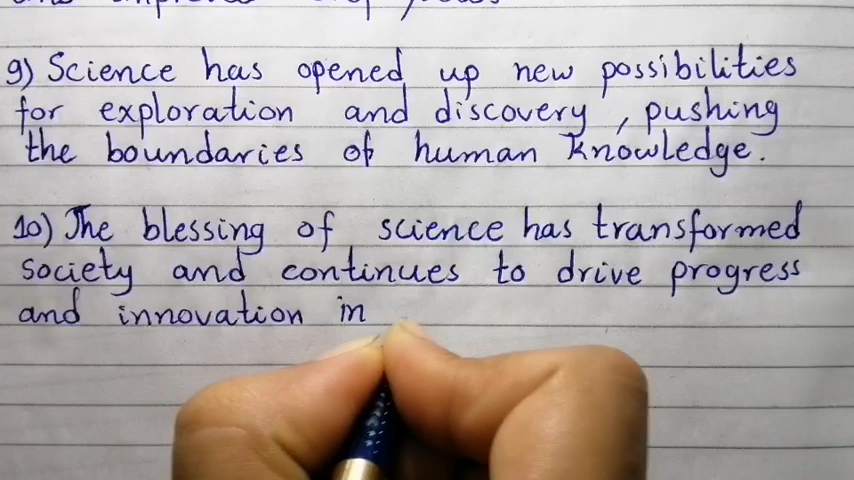 9) Science has opened up new possibilities
for exploration and discovery , pushing
the boundaries of human knowledge.
10) The blessing of science has transformed
society and continues to drive progress
and innovation in